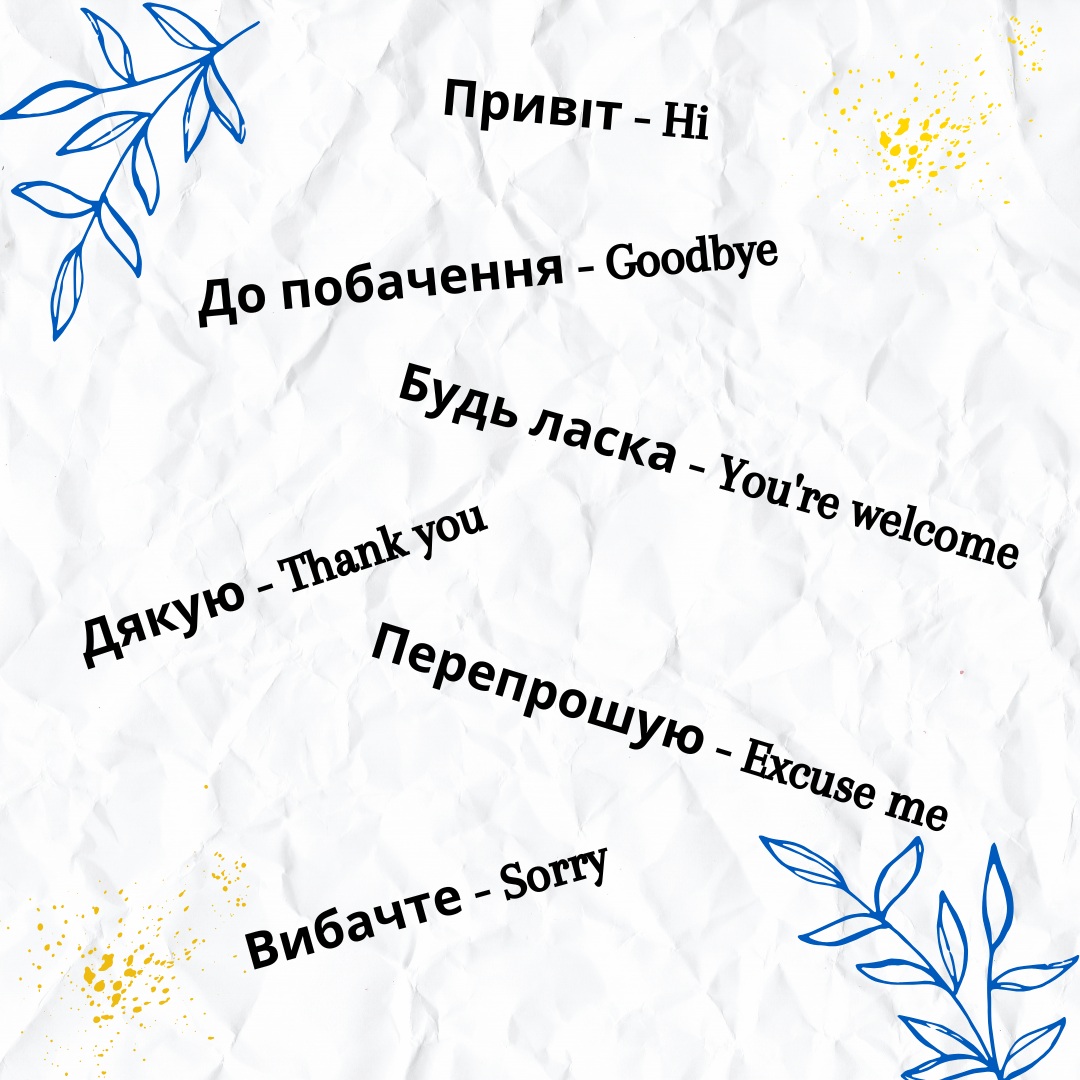 Привіт - Hi
До побачення - Goodbye
Будь ласка - You're welcome
Дякую - Thank you
Перепрошую - Excuse me
Вибачте - Sorry